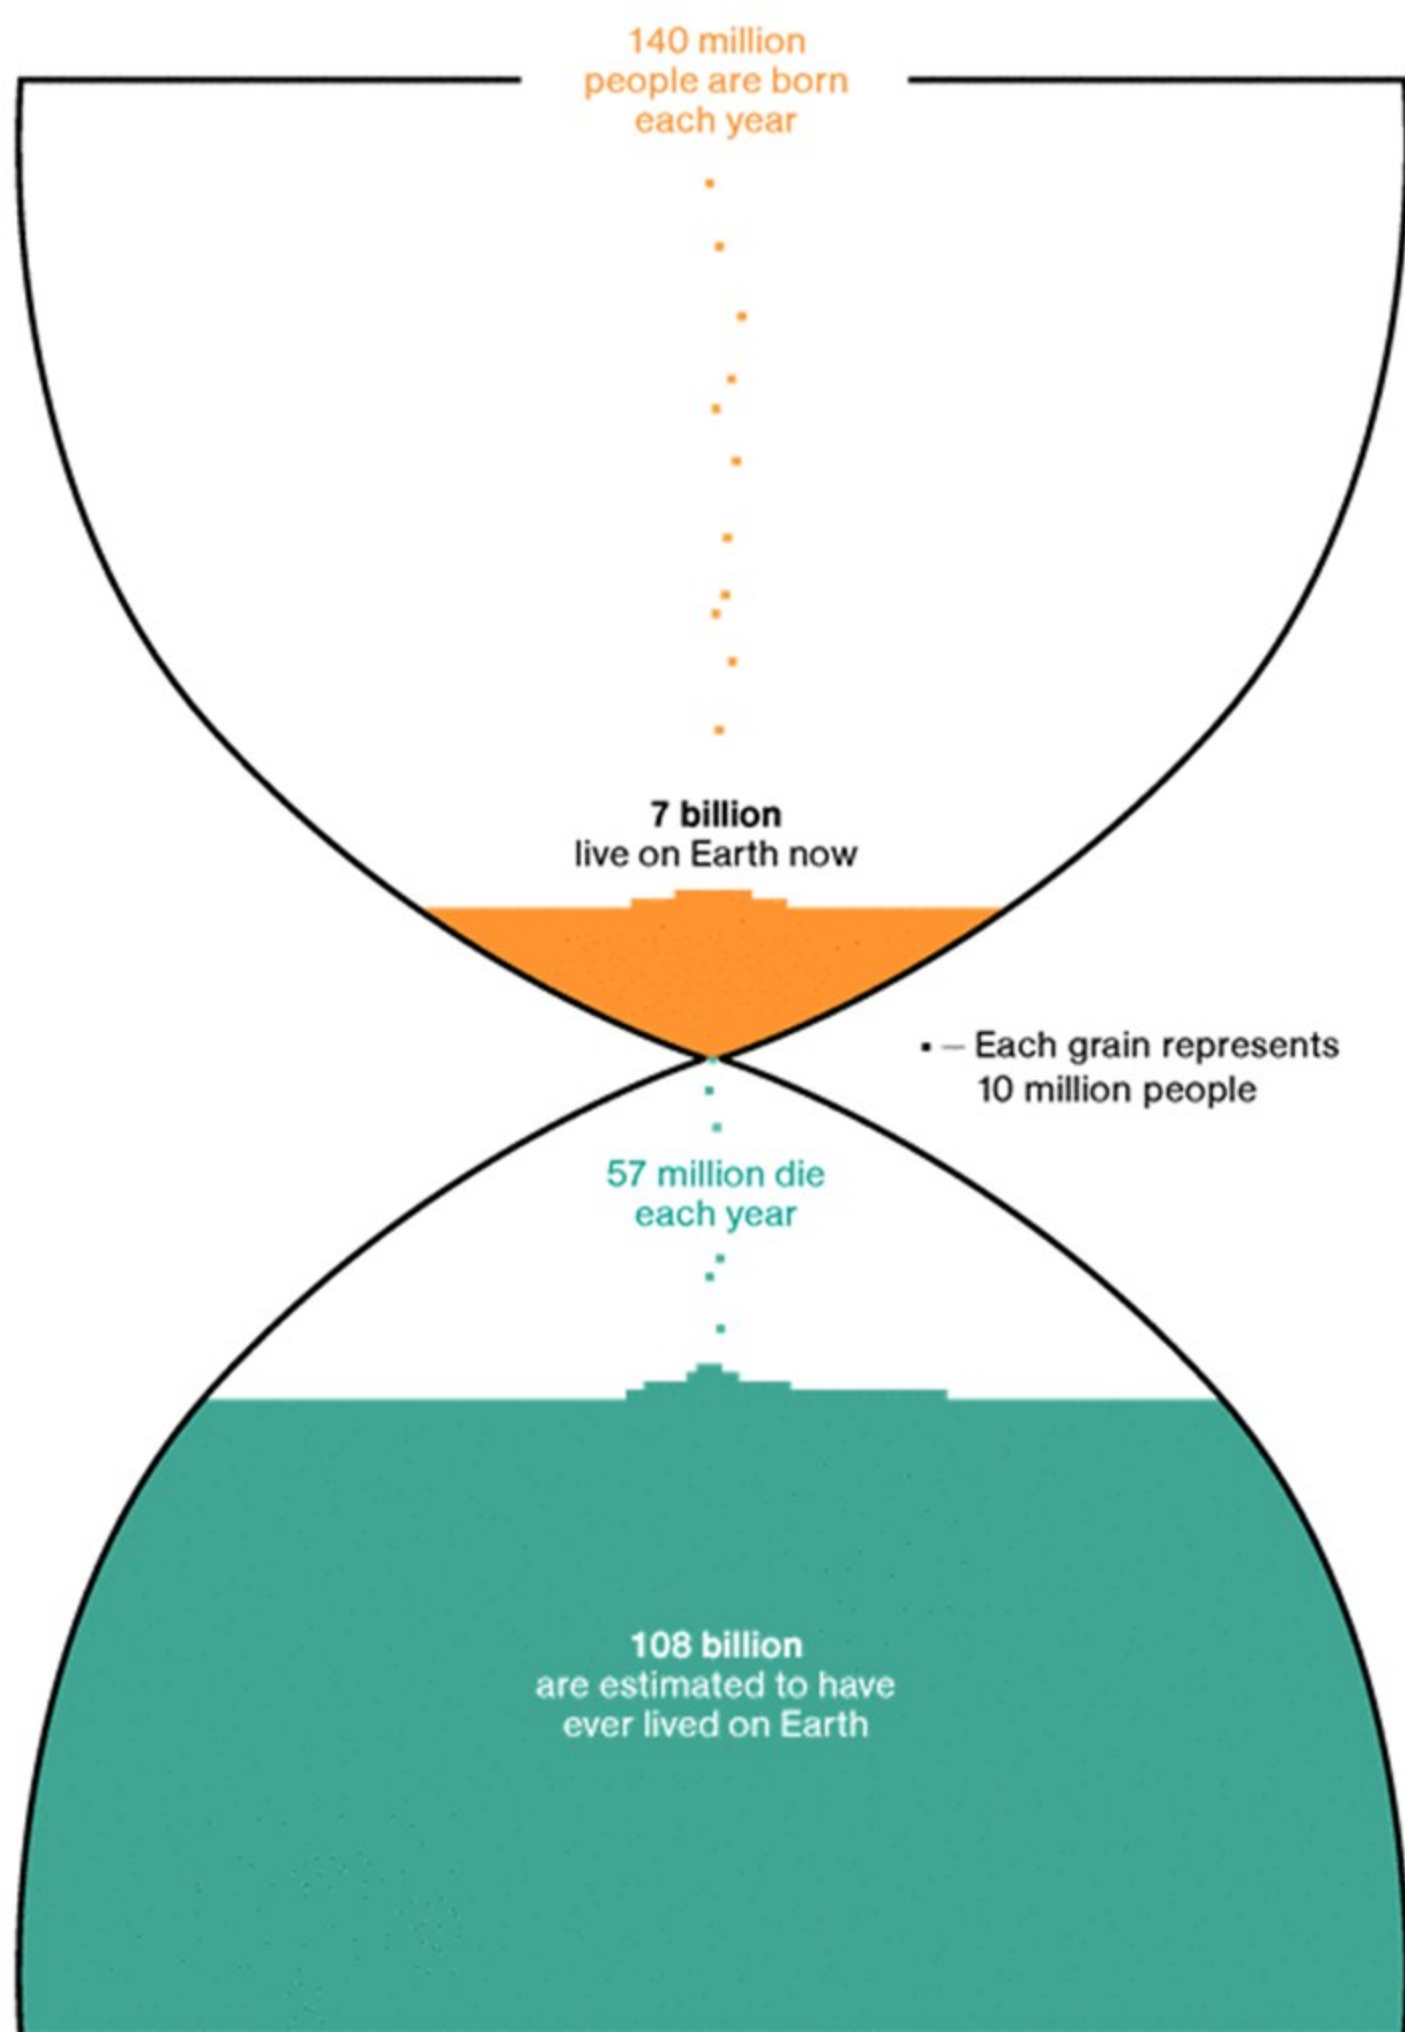 140 million
people are born
each year
7 billion
live on Earth now
Each grain represents
10 million people
57 million die
each year
108 billion
are estimated to have
ever lived on Earth